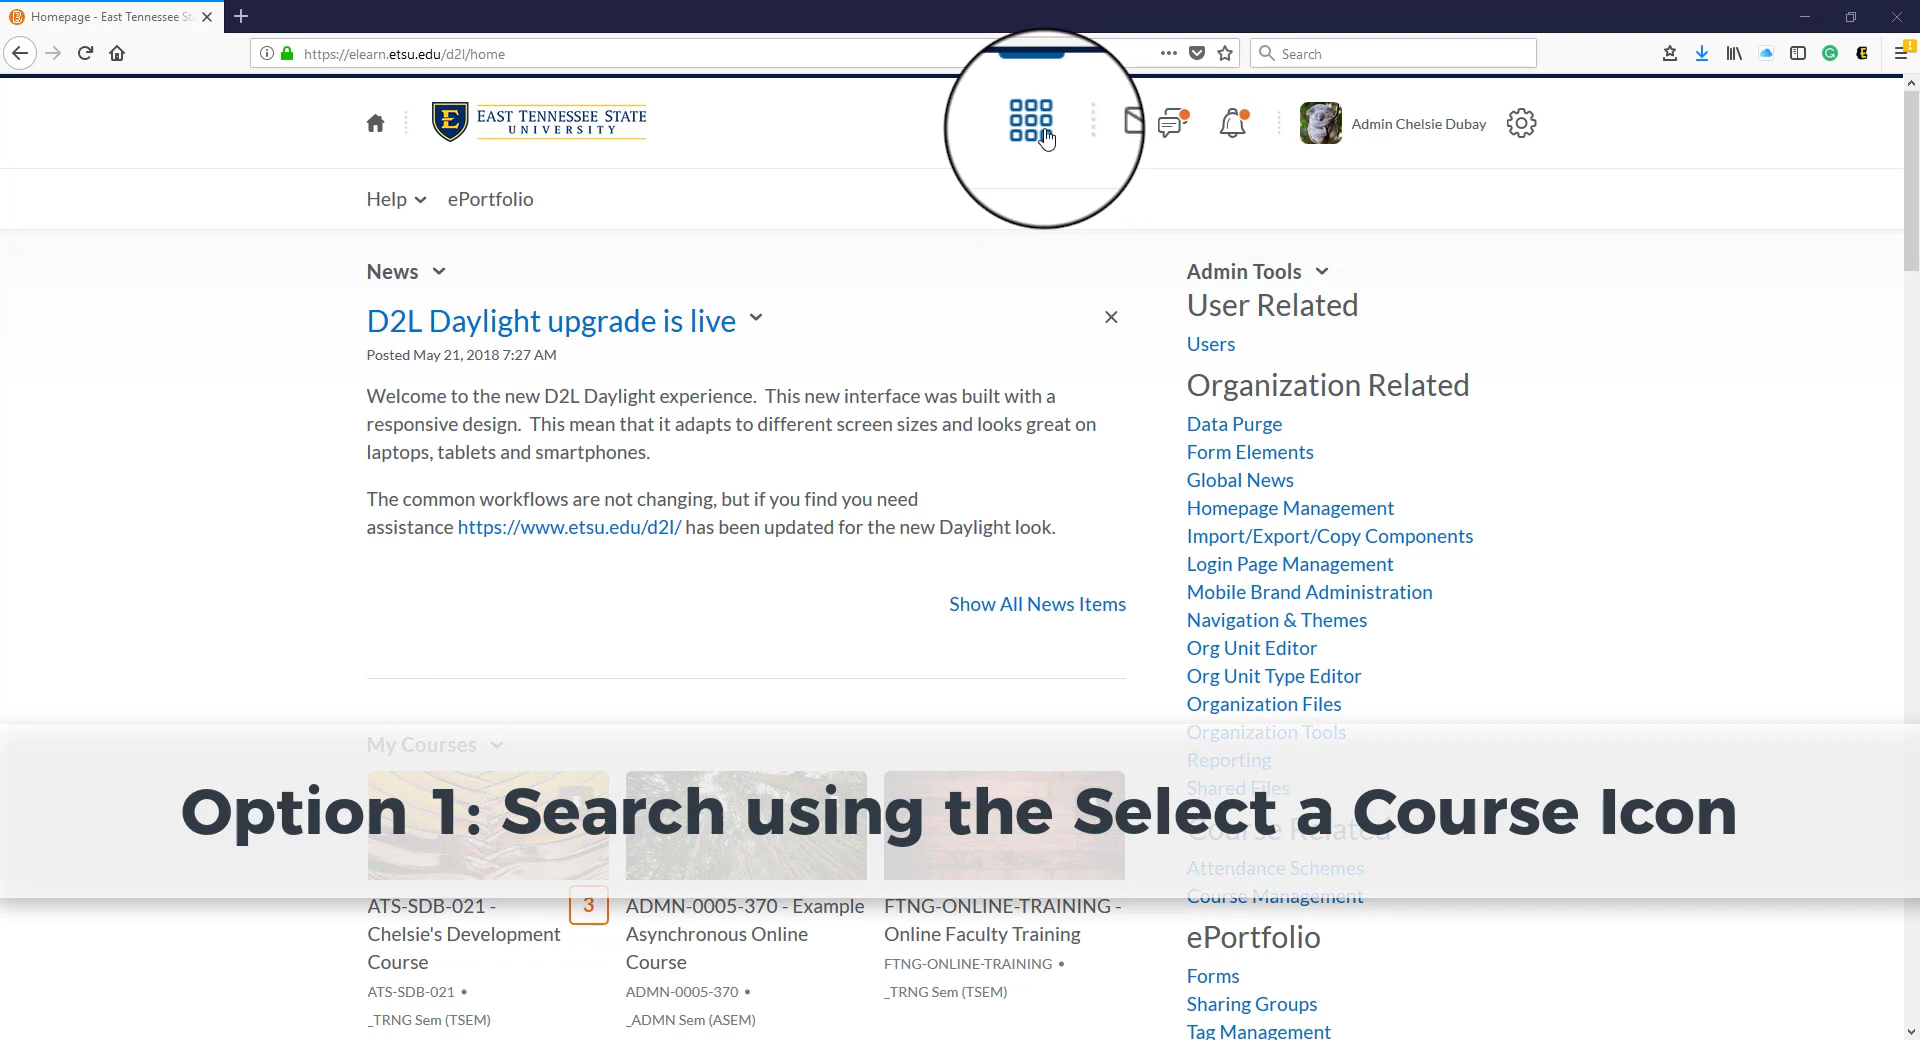 Homepage - East Tennessee St
https://elearn.etsu.edu/d2l/home
Search
EAST TENNESSEE STATE
UNIVERSITY
Admin Chelsie Dubay
Help
ePortfolio
News
D2L Daylight upgrade is live
Posted May 21, 2018 7:27 AM
Welcome to the new D2L Daylight experience.  This new interface was built with a
responsive design.  This mean that it adapts to different screen sizes and looks great on
laptops, tablets and smartphones.
The common workflows are not changing, but if you find you need
assistance https://www.etsu.edu/d2l/ has been updated for the new Daylight look.
Show All News Items
My Courses
ATS-SDB-021 -
Chelsie's Development
Course
3
ATS-SDB-021 •
_TRNG Sem (TSEM)
ADMN-0005-370 - Example
Asynchronous Online
Course
ADMN-0005-370 •
_ADMN Sem (ASEM)
FTNG-ONLINE-TRAINING -
Online Faculty Training
FTNG-ONLINE-TRAINING •
_TRNG Sem (TSEM)
Admin Tools
User Related
Users
Organization Related
Data Purge
Form Elements
Global News
Homepage Management
Import/Export/Copy Components
Login Page Management
Mobile Brand Administration
Navigation & Themes
Org Unit Editor
Org Unit Type Editor
Organization Files
Organization Tools
Reporting
Shared Files
Course Related
Attendance Schemes
Course Management
ePortfolio
Forms
Sharing Groups
Tag Management
Option 1: Search using the Select a Course Icon